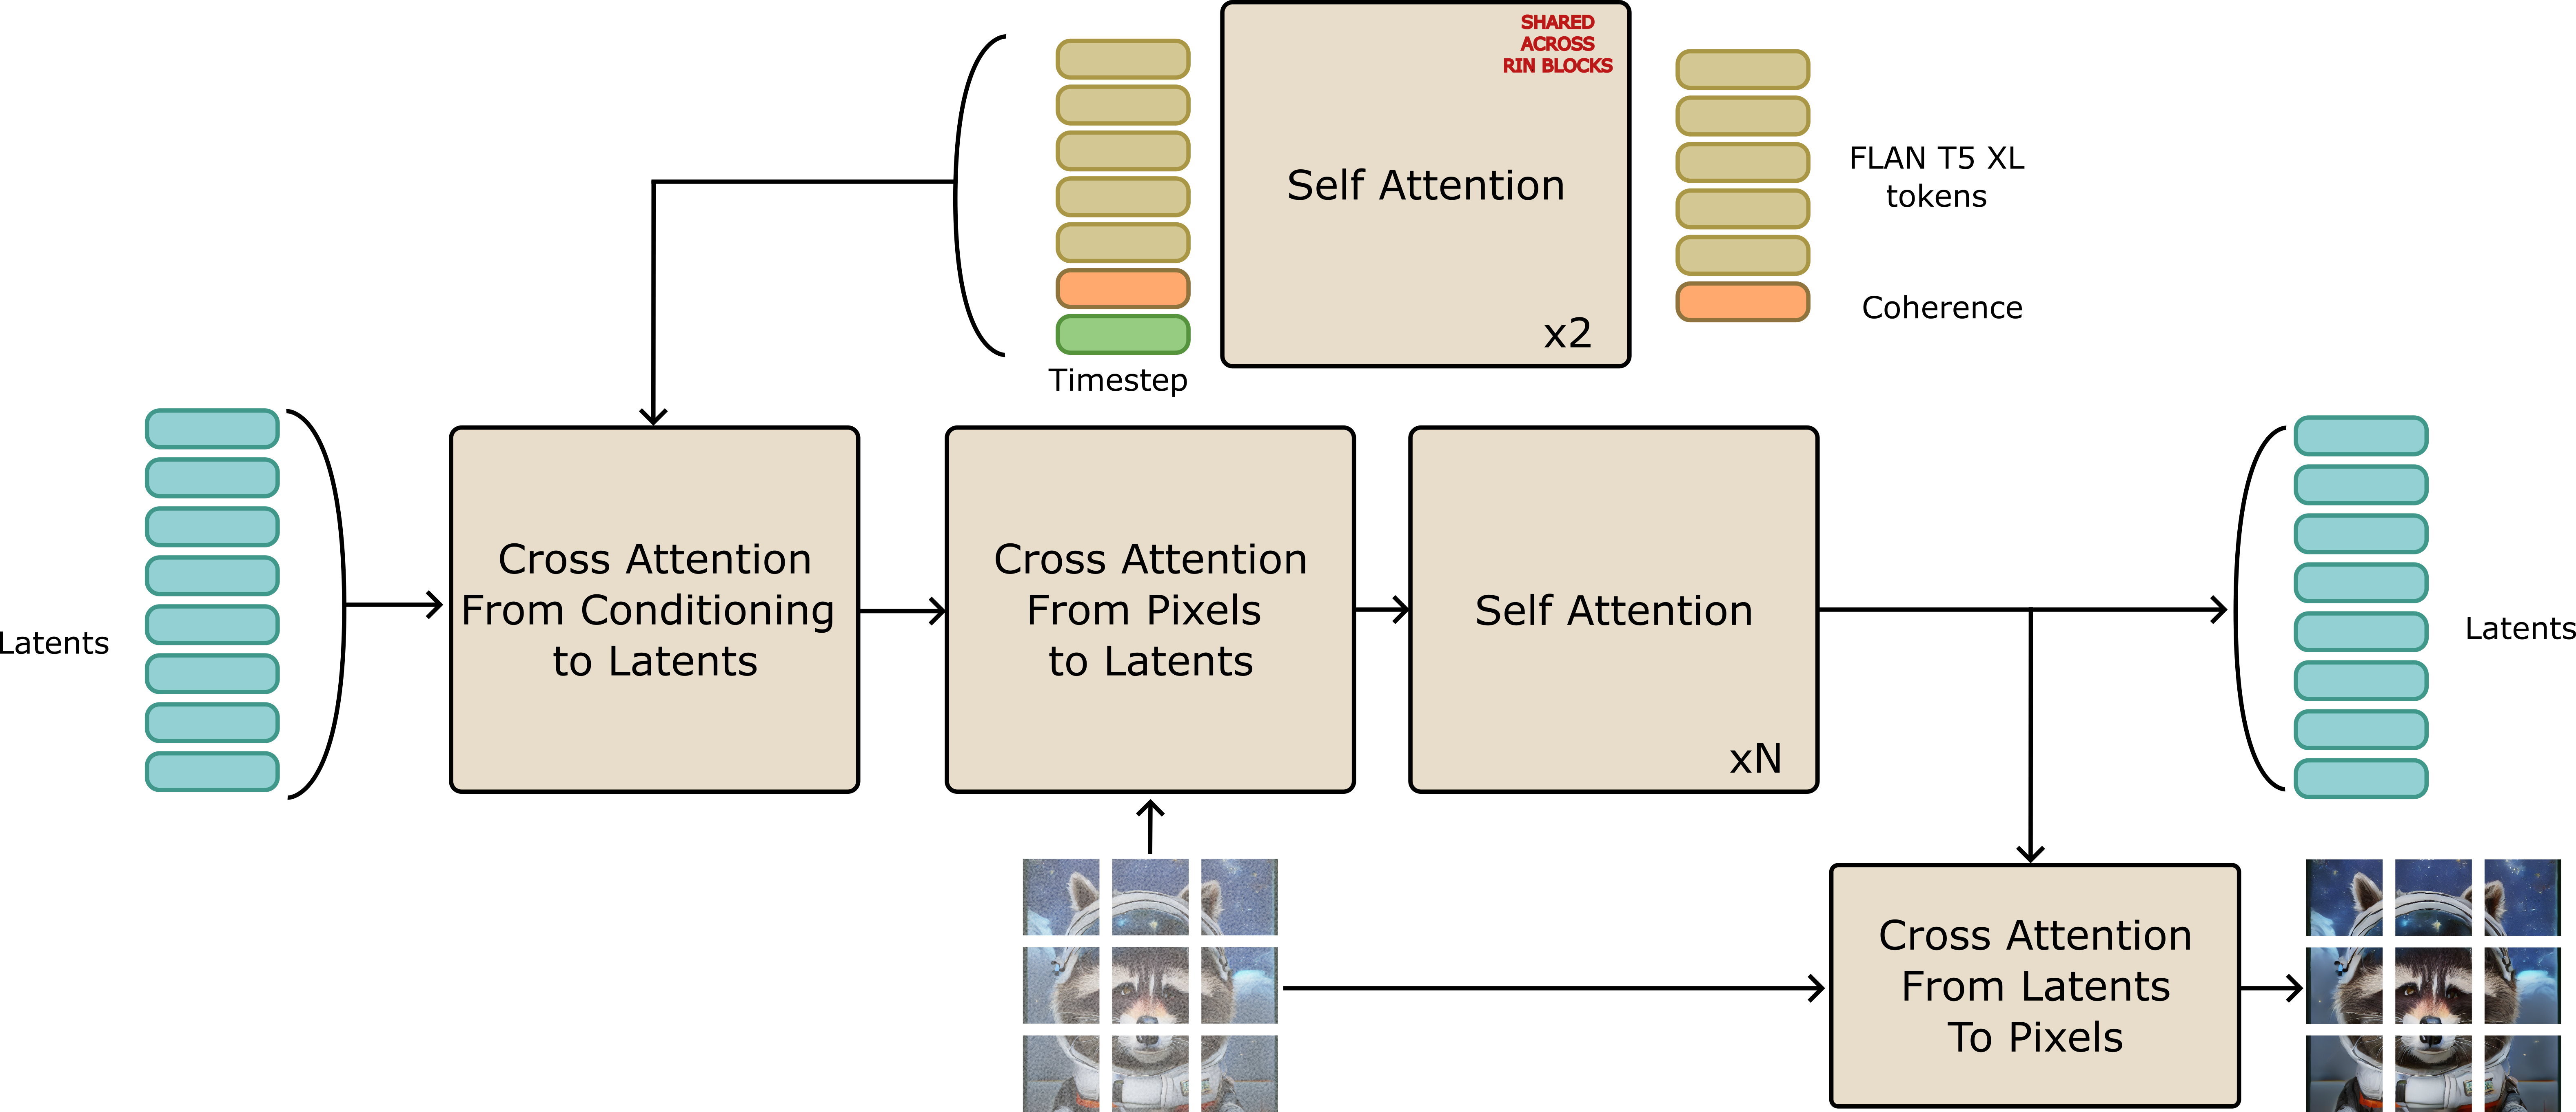 SHARED
ACROSS
RIN BLOCKS
Self Attention
x2
FLAN T5 XL
tokens
Coherence
Timestep
Latents
Cross Attention
From Conditioning
to Latents
Cross Attention
From Pixels
to Latents
Self Attention
xN
Latents
Cross Attention
From Latents
To Pixels